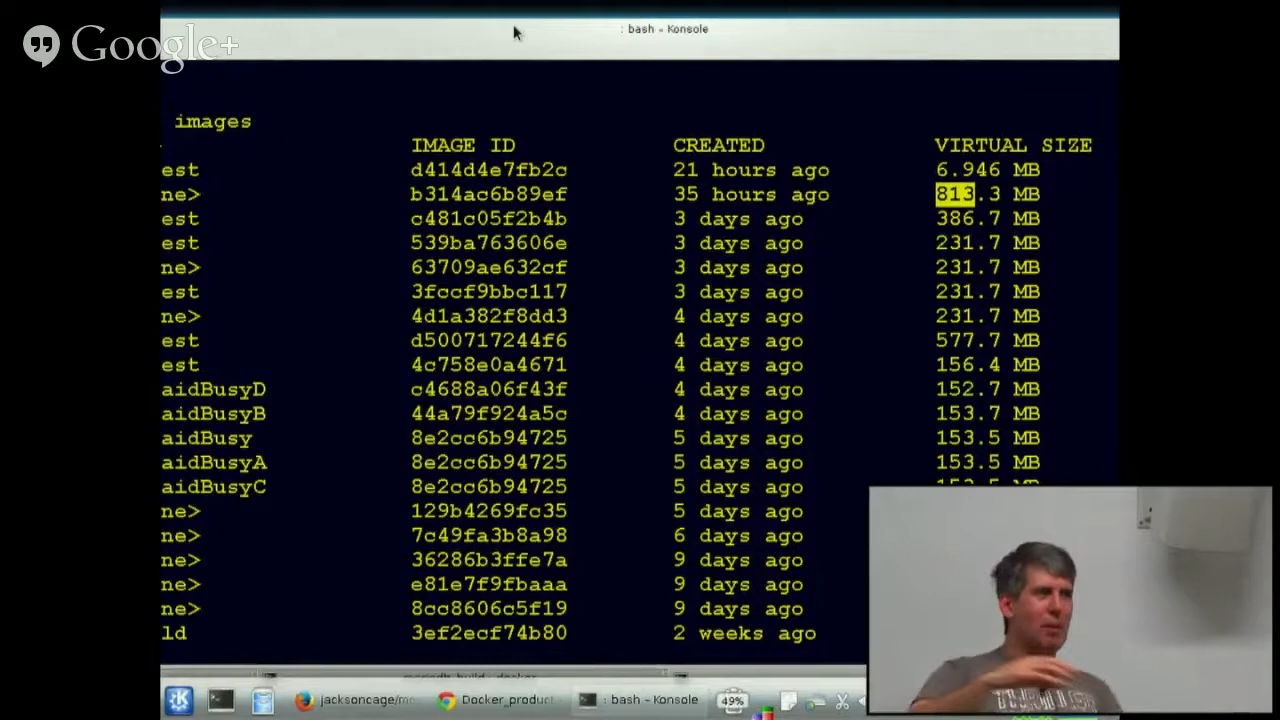 Google+
: bash - Konsole
images
IMAGE ID CREATED VIRTUAL SIZE
est d414d4e7fb2c 21 hours ago 6.946 MB
ne> b314ac6b89ef 35 hours ago 813.3 MB
est c481c05f2b4b 3 days ago 386.7 MB
est 539ba763606e 3 days ago 231.7 MB
ne> 63709ae632cf 3 days ago 231.7 MB
est 3fccf9bbc117 3 days ago 231.7 MB
ne> 4d1a382f8dd3 4 days ago 231.7 MB
est d500717244f6 4 days ago 577.7 MB
est 4c758e0a4671 4 days ago 156.4 MB
aidBusyD c4688a06f43f 4 days ago 152.7 MB
aidBusyB 44a79f924a5c 4 days ago 153.7 MB
aidBusy 8e2cc6b94725 5 days ago 153.5 MB
aidBusyA 8e2cc6b94725 5 days ago 153.5 MB
aidBusyC 8e2cc6b94725 5 days ago 153.5 MB
ne> 129b4269fc35 5 days ago
ne> 7c49fa3b8a98 6 days ago
ne> 36286b3ffe7a 9 days ago
ne> e81e7f9fbaaa 9 days ago
ne> 8cc8606c5f19 9 days ago
ld 3ef2ecf74b80 2 weeks ago
jacksoncage/m Docker_product : bash - Konsole 49%